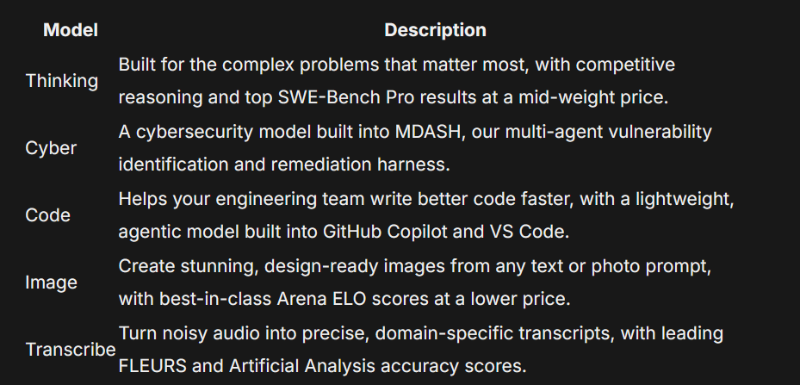 Model Description
Thinking Built for the complex problems that matter most, with competitive
reasoning and top SWE-Bench Pro results at a mid-weight price.
Cyber A cybersecurity model built into MDASH, our multi-agent vulnerability
identification and remediation harness.
Code Helps your engineering team write better code faster, with a lightweight,
agentic model built into GitHub Copilot and VS Code.
Image Create stunning, design-ready images from any text or photo prompt,
with best-in-class Arena ELO scores at a lower price.
Transcribe Turn noisy audio into precise, domain-specific transcripts, with leading
FLEURS and Artificial Analysis accuracy scores.